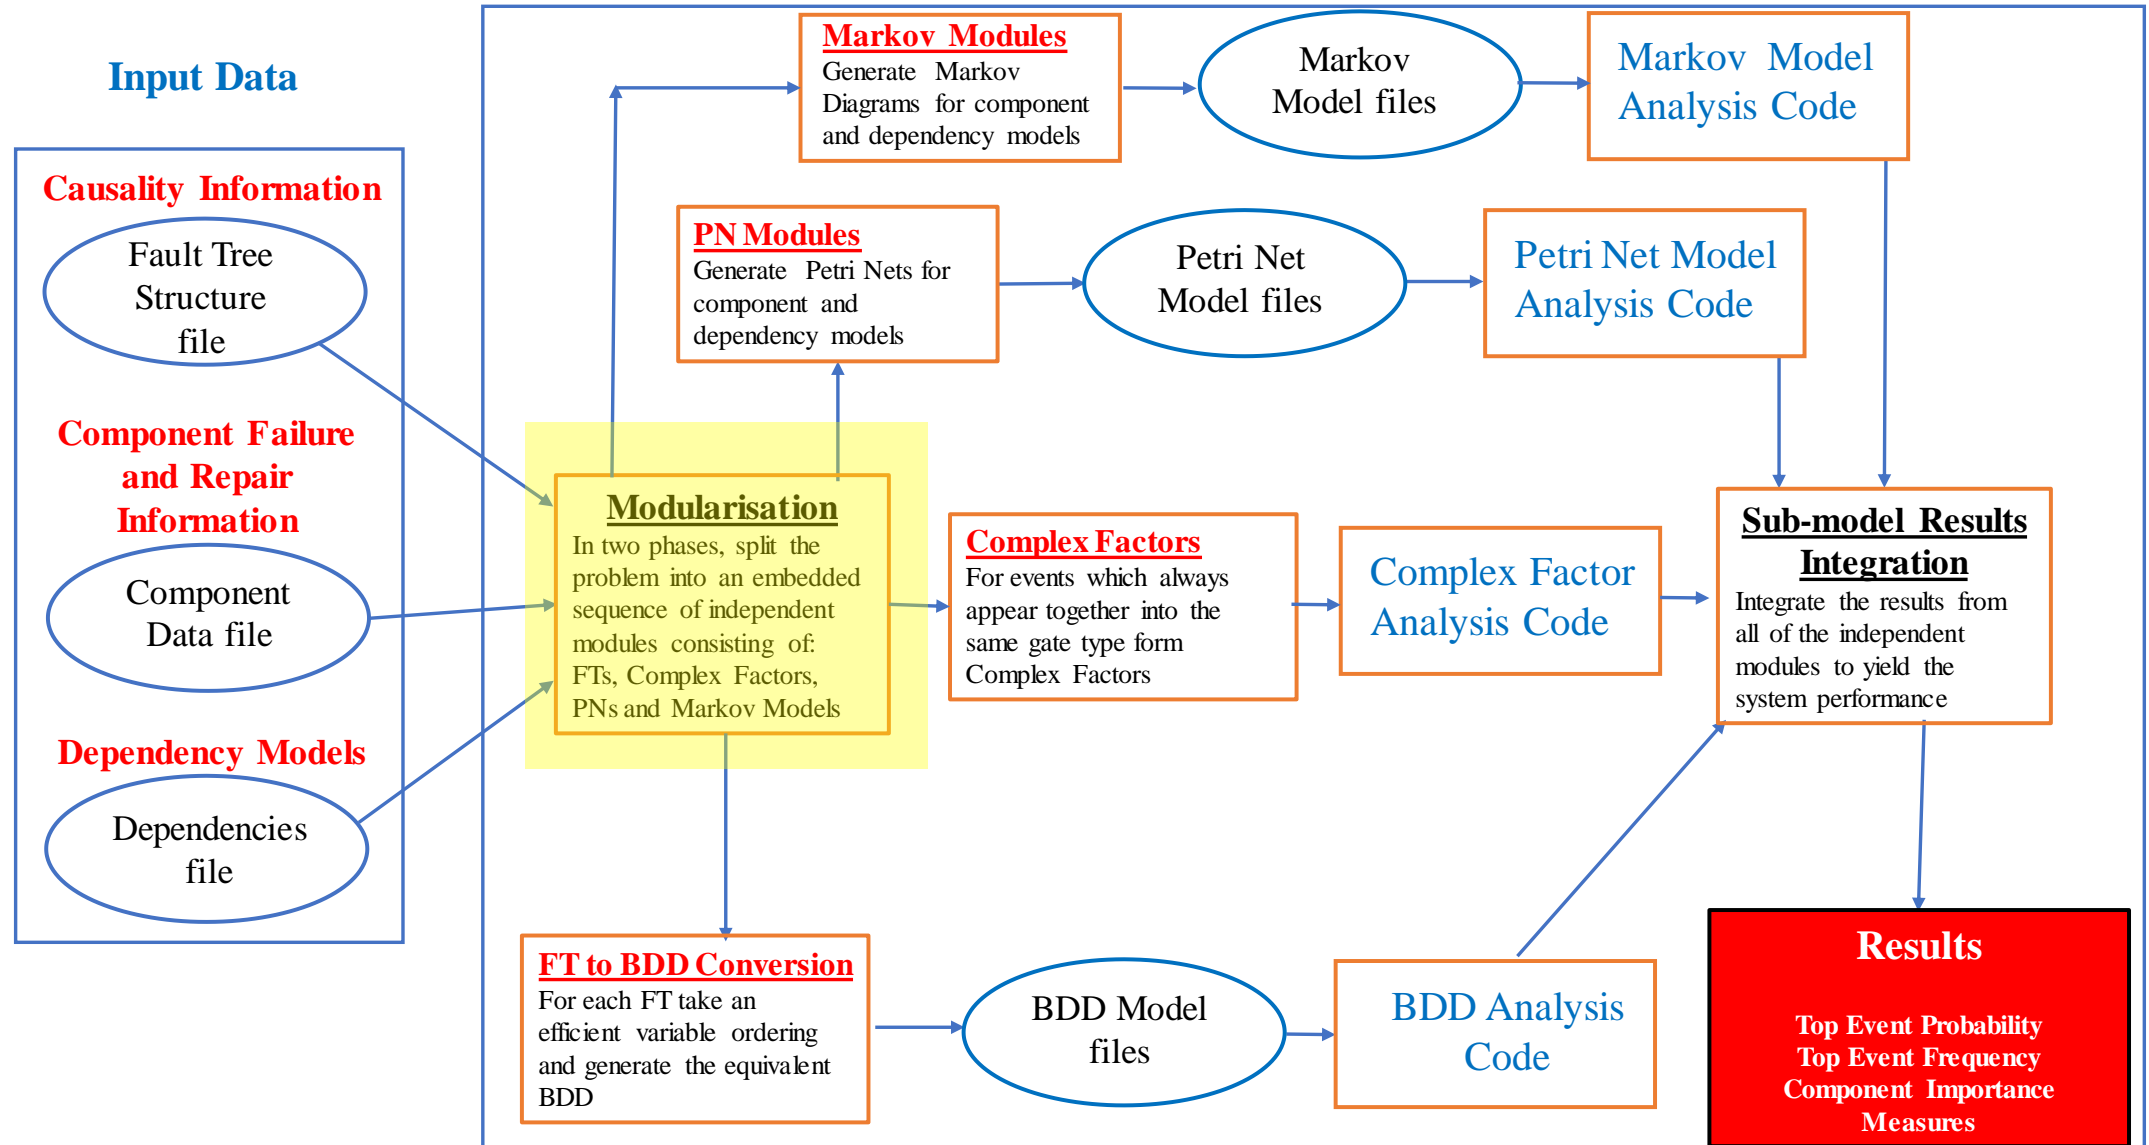 Input Data
Causality Information
Fault Tree
Structure
file
Component Failure
and Repair
Information
Component
Data file
Dependency Models
Dependencies
file
Markov Modules
Generate Markov
Diagrams for component
and dependency models
Markov
Model files
Markov Model
Analysis Code
PN Modules
Generate Petri Nets for
component and
dependency models
Petri Net
Model files
Petri Net Model
Analysis Code
Modularisation
In two phases, split the
problem into an embedded
sequence of independent
modules consisting of:
FTs, Complex Factors,
PNs and Markov Models
Complex Factors
For events which always
appear together into the
same gate type form
Complex Factors
Complex Factor
Analysis Code
Sub-model Results
Integration
Integrate the results from
all of the independent
modules to yield the
system performance
FT to BDD Conversion
For each FT take an
efficient variable ordering
and generate the equivalent
BDD
BDD Model
files
BDD Analysis
Code
Results
Top Event Probability
Top Event Frequency
Component Importance
Measures